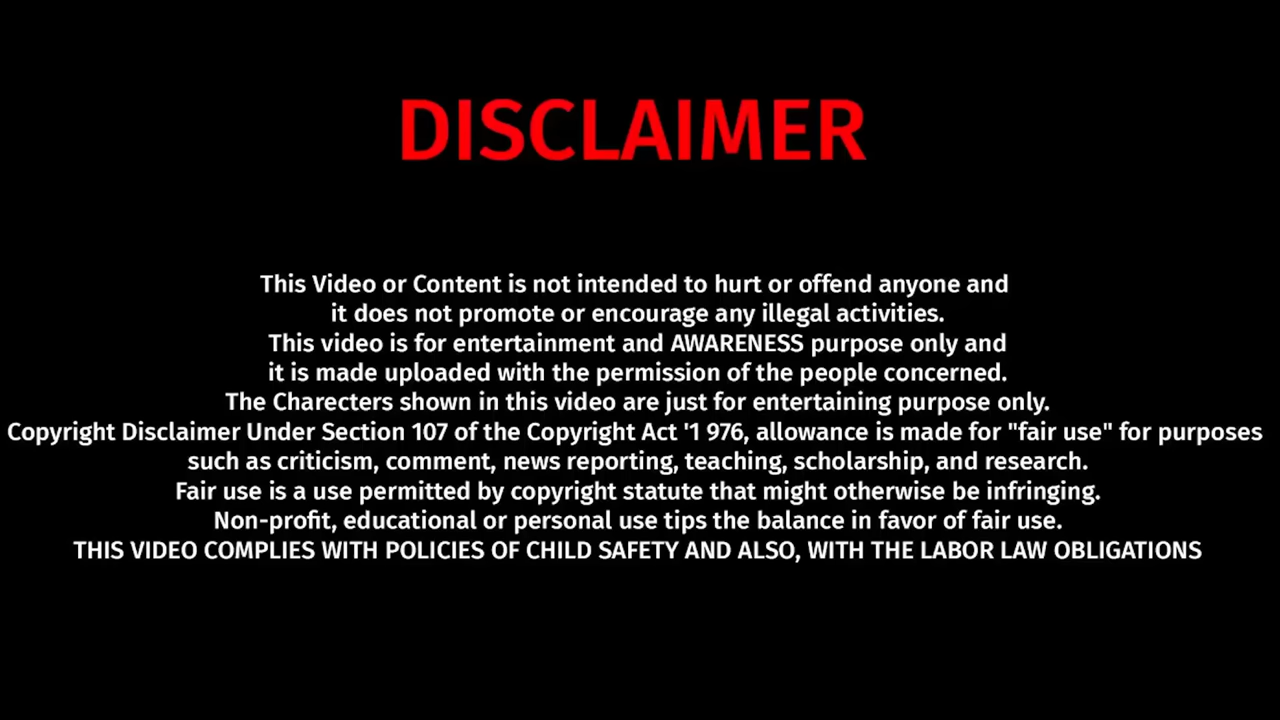 DISCLAIMER
This Video or Content is not intended to hurt or offend anyone and
it does not promote or encourage any illegal activities.
This video is for entertainment and AWARENESS purpose only and
it is made uploaded with the permission of the people concerned.
The Charecters shown in this video are just for entertaining purpose only.
Copyright Disclaimer Under Section 107 of the Copyright Act '1 976, allowance is made for "fair use" for purposes
such as criticism, comment, news reporting, teaching, scholarship, and research.
Fair use is a use permitted by copyright statute that might otherwise be infringing.
Non-profit, educational or personal use tips the balance in favor of fair use.
THIS VIDEO COMPLIES WITH POLICIES OF CHILD SAFETY AND ALSO, WITH THE LABOR LAW OBLIGATIONS